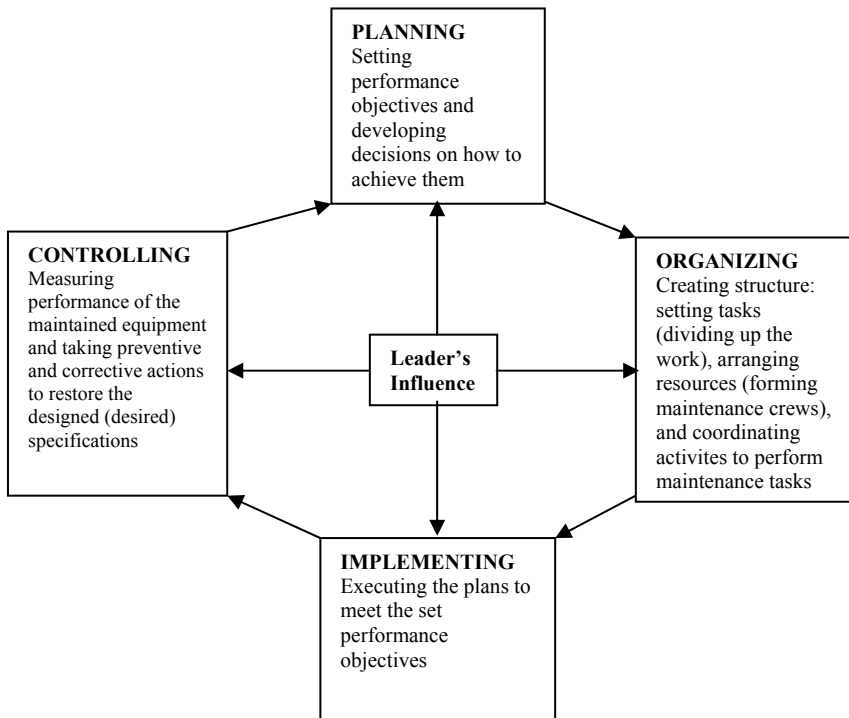 PLANNING
Setting
performance
objectives and
developing
decisions on how to
achieve them
CONTROLLING
Measuring
performance of the
maintained equipment
and taking preventive
and corrective actions
to restore the
designed (desired)
specifications
Leader’s
Influence
ORGANIZING
Creating structure:
setting tasks
(dividing up the
work), arranging
resources (forming
maintenance crews),
and coordinating
activites to perform
maintenance tasks
IMPLEMENTING
Executing the plans to
meet the set
performance
objectives